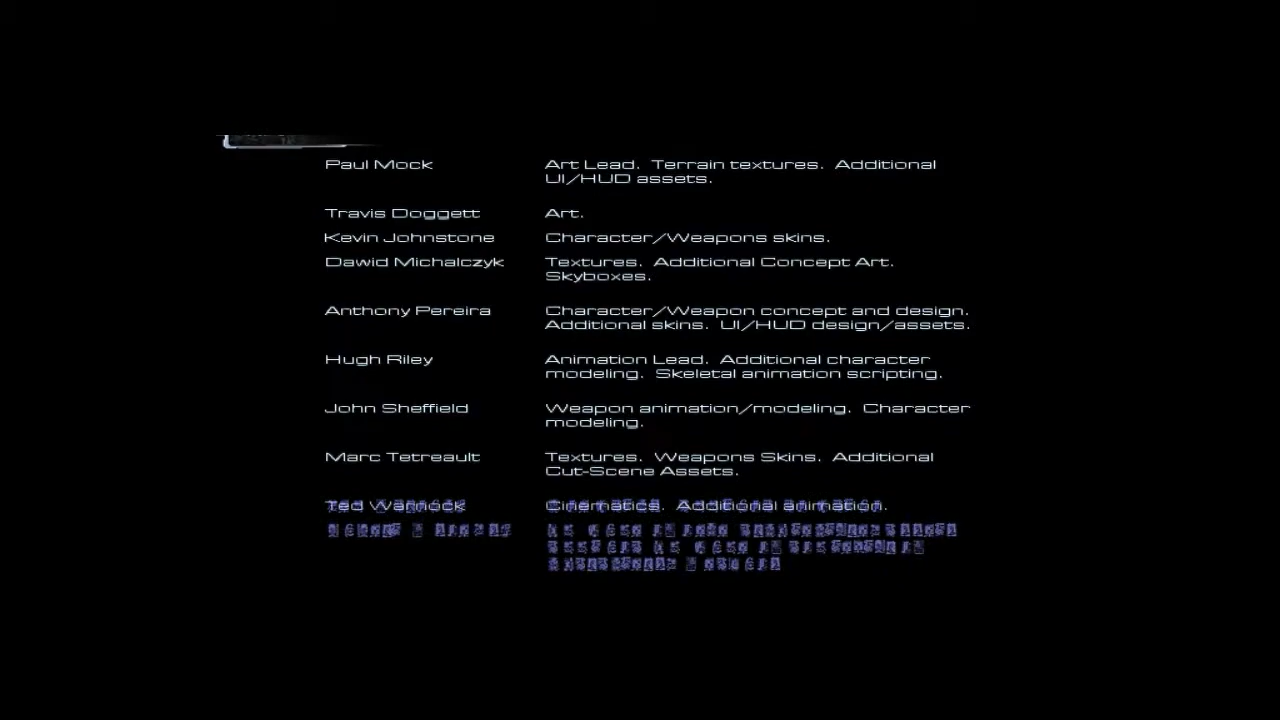 Paul Mock Art Lead. Terrain textures. Additional
UI/HUD assets.
Travis Doggett Art.
Kevin Johnstone Character/Weapons skins.
Dawid Michalczyk Textures. Additional Concept Art.
Skyboxes.
Anthony Pereira Character/Weapon concept and design.
Additional skins. UI/HUD design/assets.
Hugh Riley Animation Lead. Additional character
modeling. Skeletal animation scripting.
John Sheffield Weapon animation/modeling. Character
modeling.
Marc Tetreault Textures. Weapons Skins. Additional
Cut-Scene Assets.
Ted Warnock Cinematics. Additional animation.